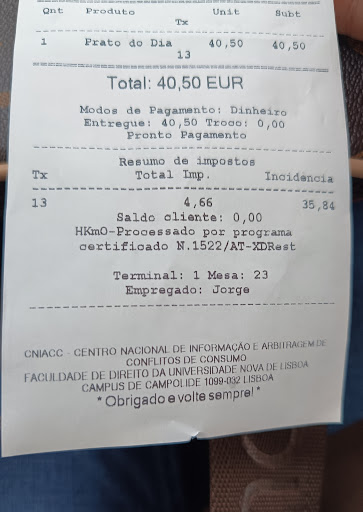 Qnt Produto Unit Subt
Tx
1 Prato do Dia 40,50 40,50
13
Total: 40,50 EUR
Modos de Pagamento: Dinheiro
Entregue: 40,50 Troco: 0,00
Pronto Pagamento
Resumo de impostos
Tx Total Imp. Incidência
13 4,66 35,84
Saldo cliente: 0,00
HKmO-Processado por programa
certificado N.1522/AT-XDRest
Terminal: 1 Mesa: 23
Empregado: Jorge
CNIACC - CENTRO NACIONAL DE INFORMAÇÃO E ARBITRAGEM DE
CONFLITOS DE CONSUMO
FACULDADE DE DIREITO DA UNIVERSIDADE NOVA DE LISBOA
CAMPUS DE CAMPOLIDE 1099-032 LISBOA
* Obrigado e volte sempre! *